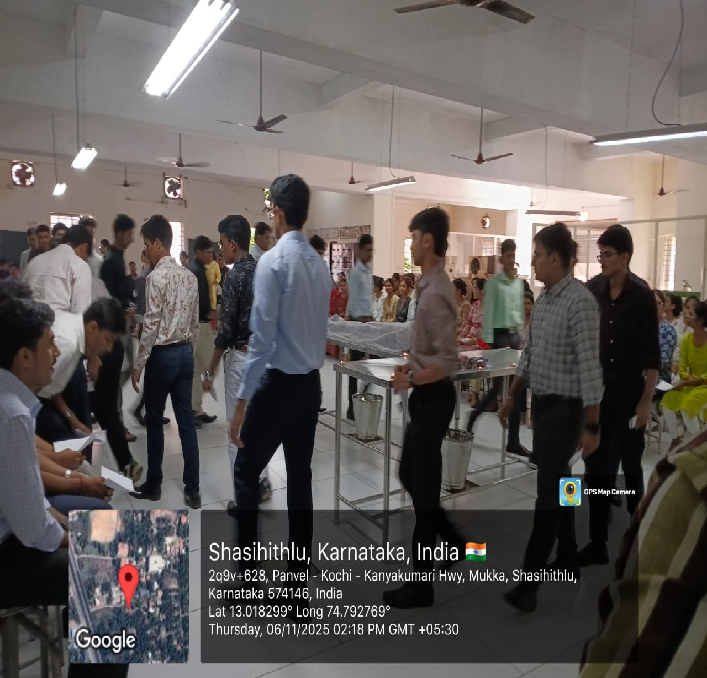 GPS Map Camera
Shasihithlu, Karnataka, India 🇮🇳
2q9v+628, Panvel - Kochi - Kanyakumari Hwy, Mukka, Shasihithlu,
Karnataka 574146, India
Lat 13.018299° Long 74.792769°
Thursday, 06/11/2025 02:18 PM GMT +05:30
Google